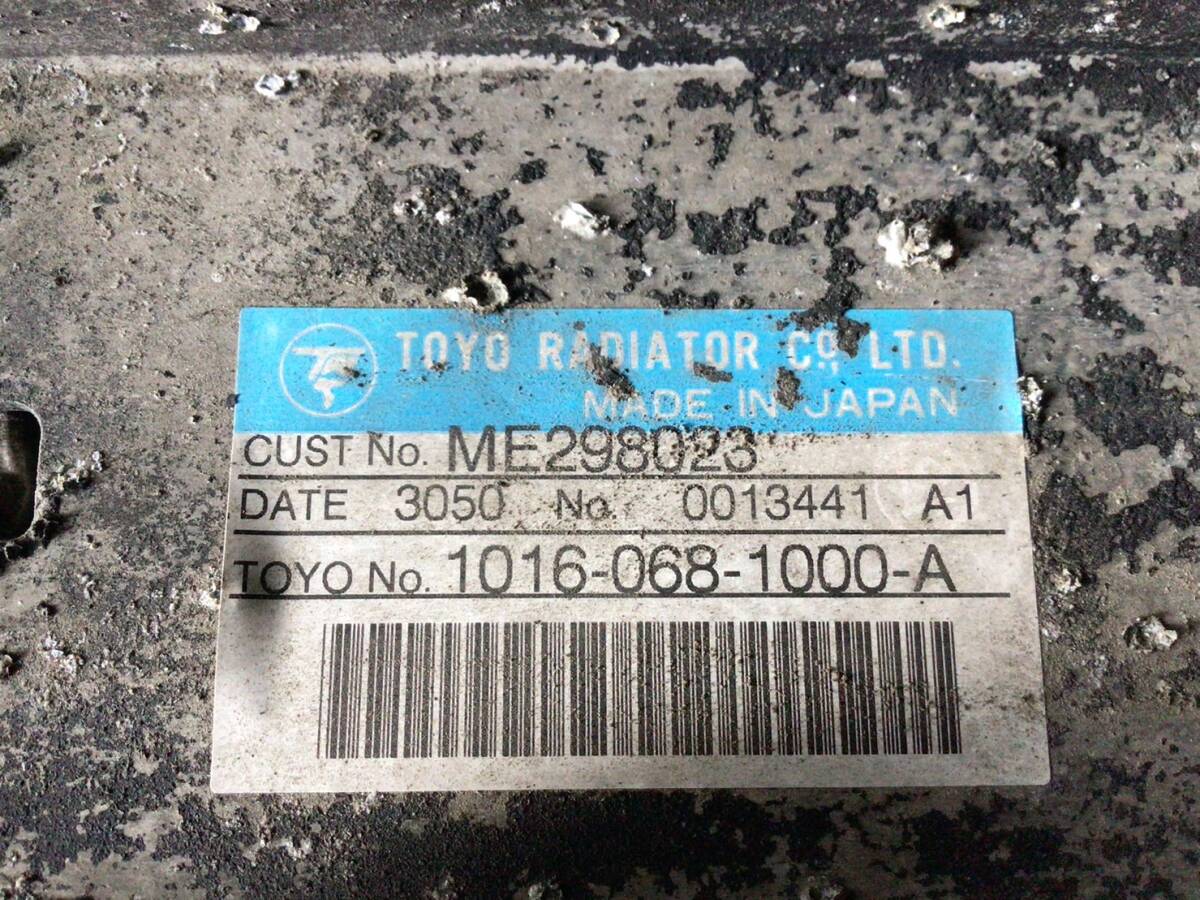 TOYO RADIATOR Co., LTD.
MADE IN JAPAN
CUST No. ME298023
DATE 3050 No. 0013441 A1
TOYO No. 1016-068-1000-A